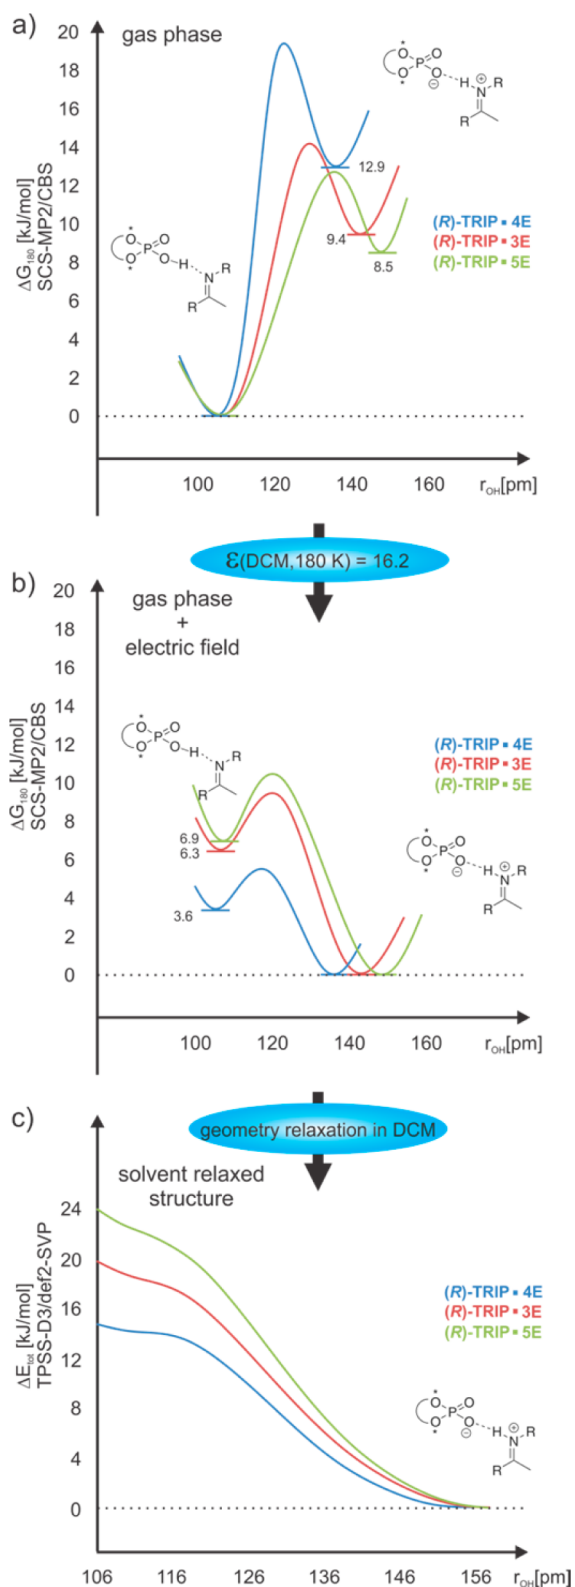 a)
gas phase
20
18
16
14
12
10
8
6
4
2
0
ΔG₁₈₀ [kJ/mol]
SCS-MP2/CBS
* O O P O H N R R *
* O O P O ⊖ H N ⊕ R R *
12.9
9.4
8.5
(R)-TRIP ▪ 4E
(R)-TRIP ▪ 3E
(R)-TRIP ▪ 5E
100 120 140 160 r_OH[pm]
ε(DCM,180 K) = 16.2
b)
gas phase
+
electric field
20
18
16
14
12
10
8
6
4
2
0
ΔG₁₈₀ [kJ/mol]
SCS-MP2/CBS
* O O P O H N R R *
6.9
6.3
3.6
(R)-TRIP ▪ 4E
(R)-TRIP ▪ 3E
(R)-TRIP ▪ 5E
* O O P O ⊖ H N ⊕ R R *
100 120 140 160 r_OH[pm]
geometry relaxation in DCM
c)
solvent relaxed
structure
24
20
16
12
8
4
0
ΔE_tot [kJ/mol]
TPSS-D3/def2-SVP
(R)-TRIP ▪ 4E
(R)-TRIP ▪ 3E
(R)-TRIP ▪ 5E
* O O P O ⊖ H N ⊕ R R *
106 116 126 136 146 156 r_OH[pm]